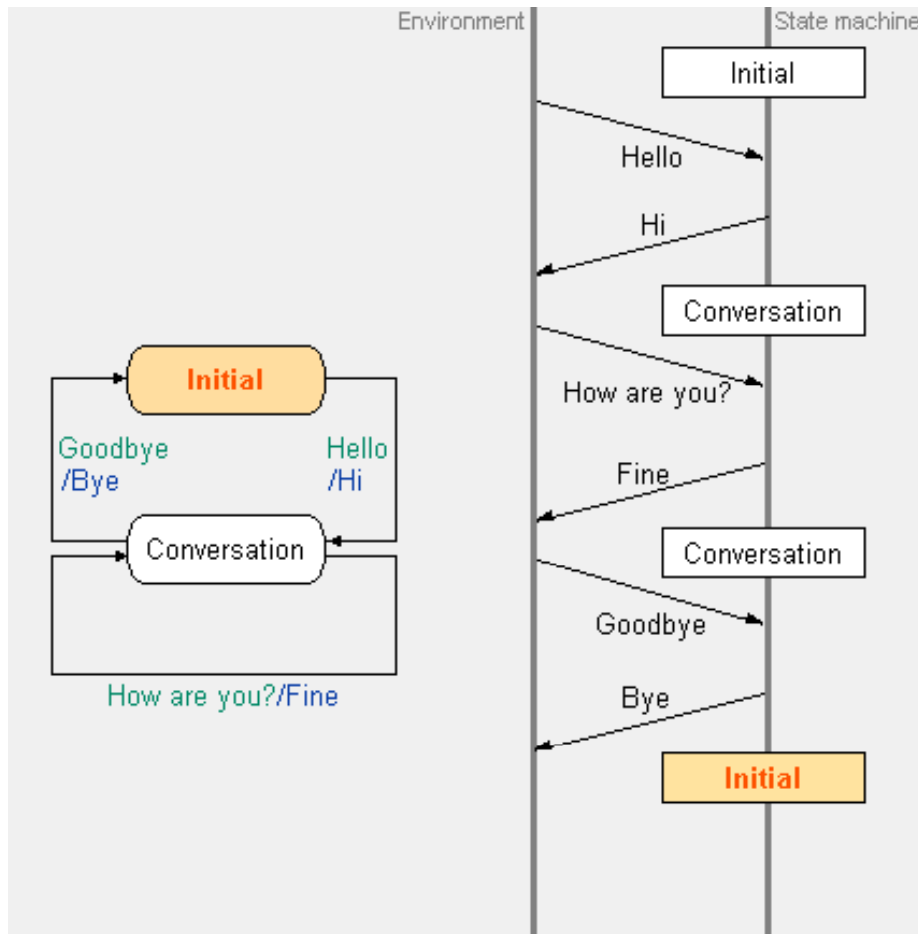 Environment
State machine
Initial
Hello
Hi
Conversation
How are you?
Fine
Conversation
Goodbye
Bye
Initial
Initial
Goodbye
/Bye
Hello
/Hi
Conversation
How are you?/Fine